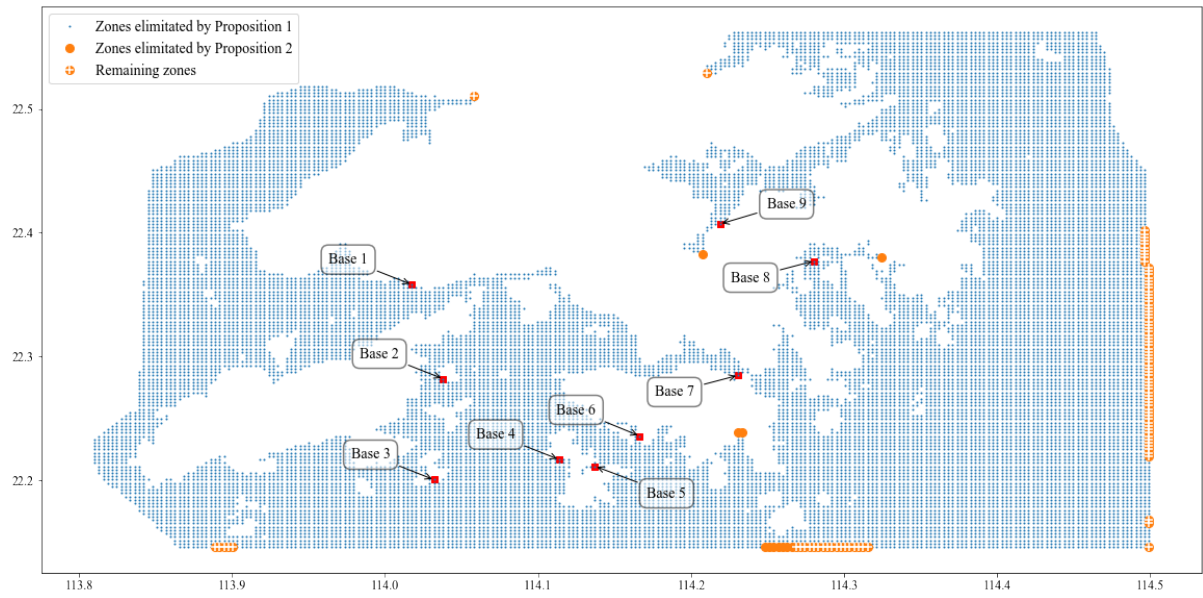 Zones elimitated by Proposition 1
Zones elimitated by Proposition 2
Remaining zones
22.5
22.4
22.3
22.2
Base 9
Base 1
Base 8
Base 2
Base 7
Base 6
Base 4
Base 3
Base 5
113.8 113.9 114.0 114.1 114.2 114.3 114.4 114.5